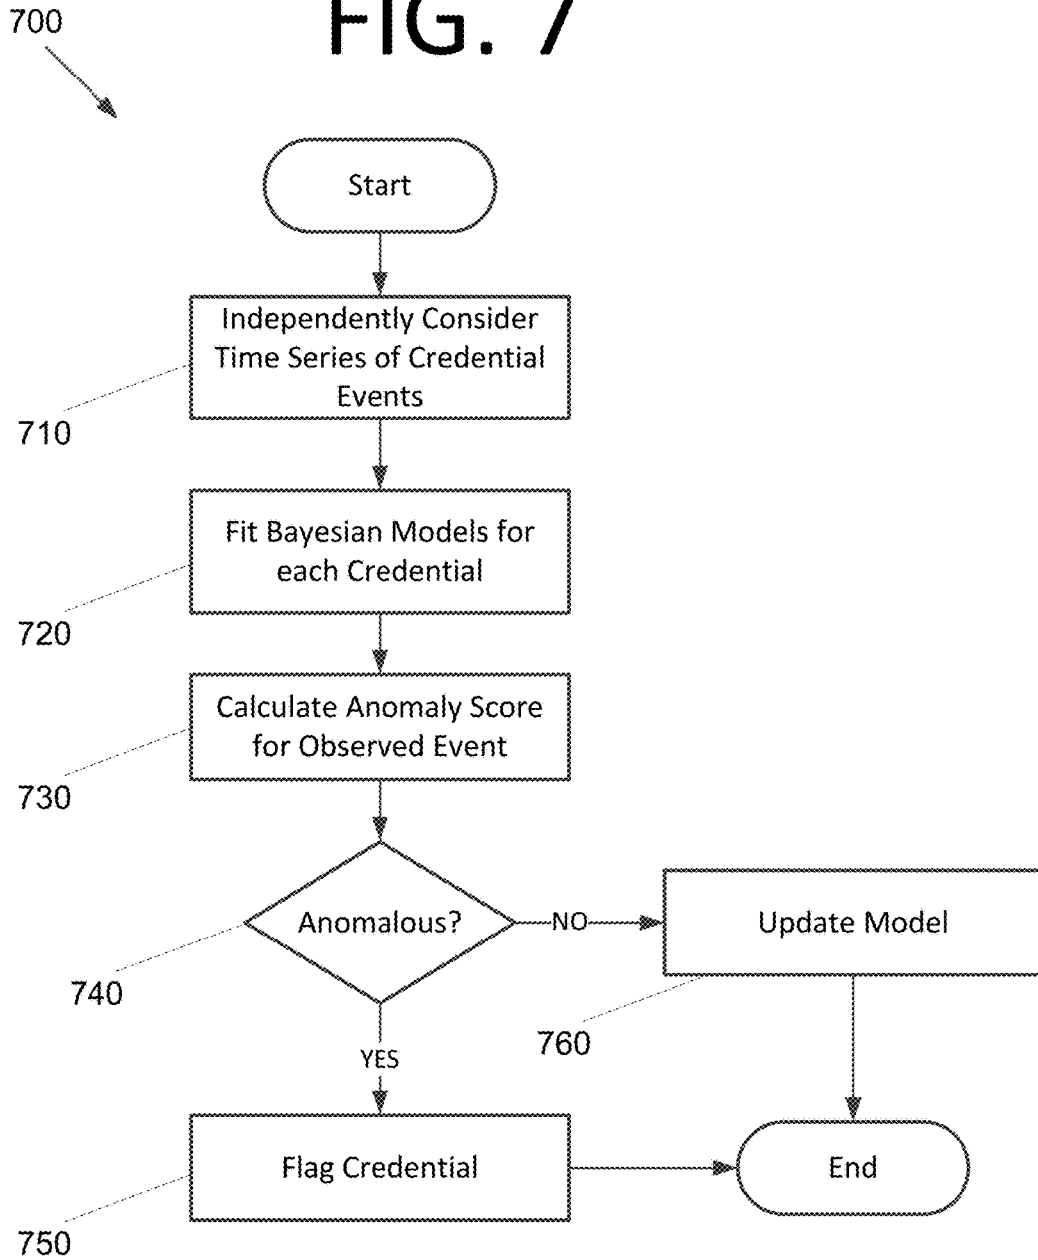 700
FIG. 7
Start
Independently Consider
Time Series of Credential
Events
710
Fit Bayesian Models for
each Credential
720
Calculate Anomaly Score
for Observed Event
730
Anomalous?
NO
Update Model
740
760
YES
Flag Credential
End
750